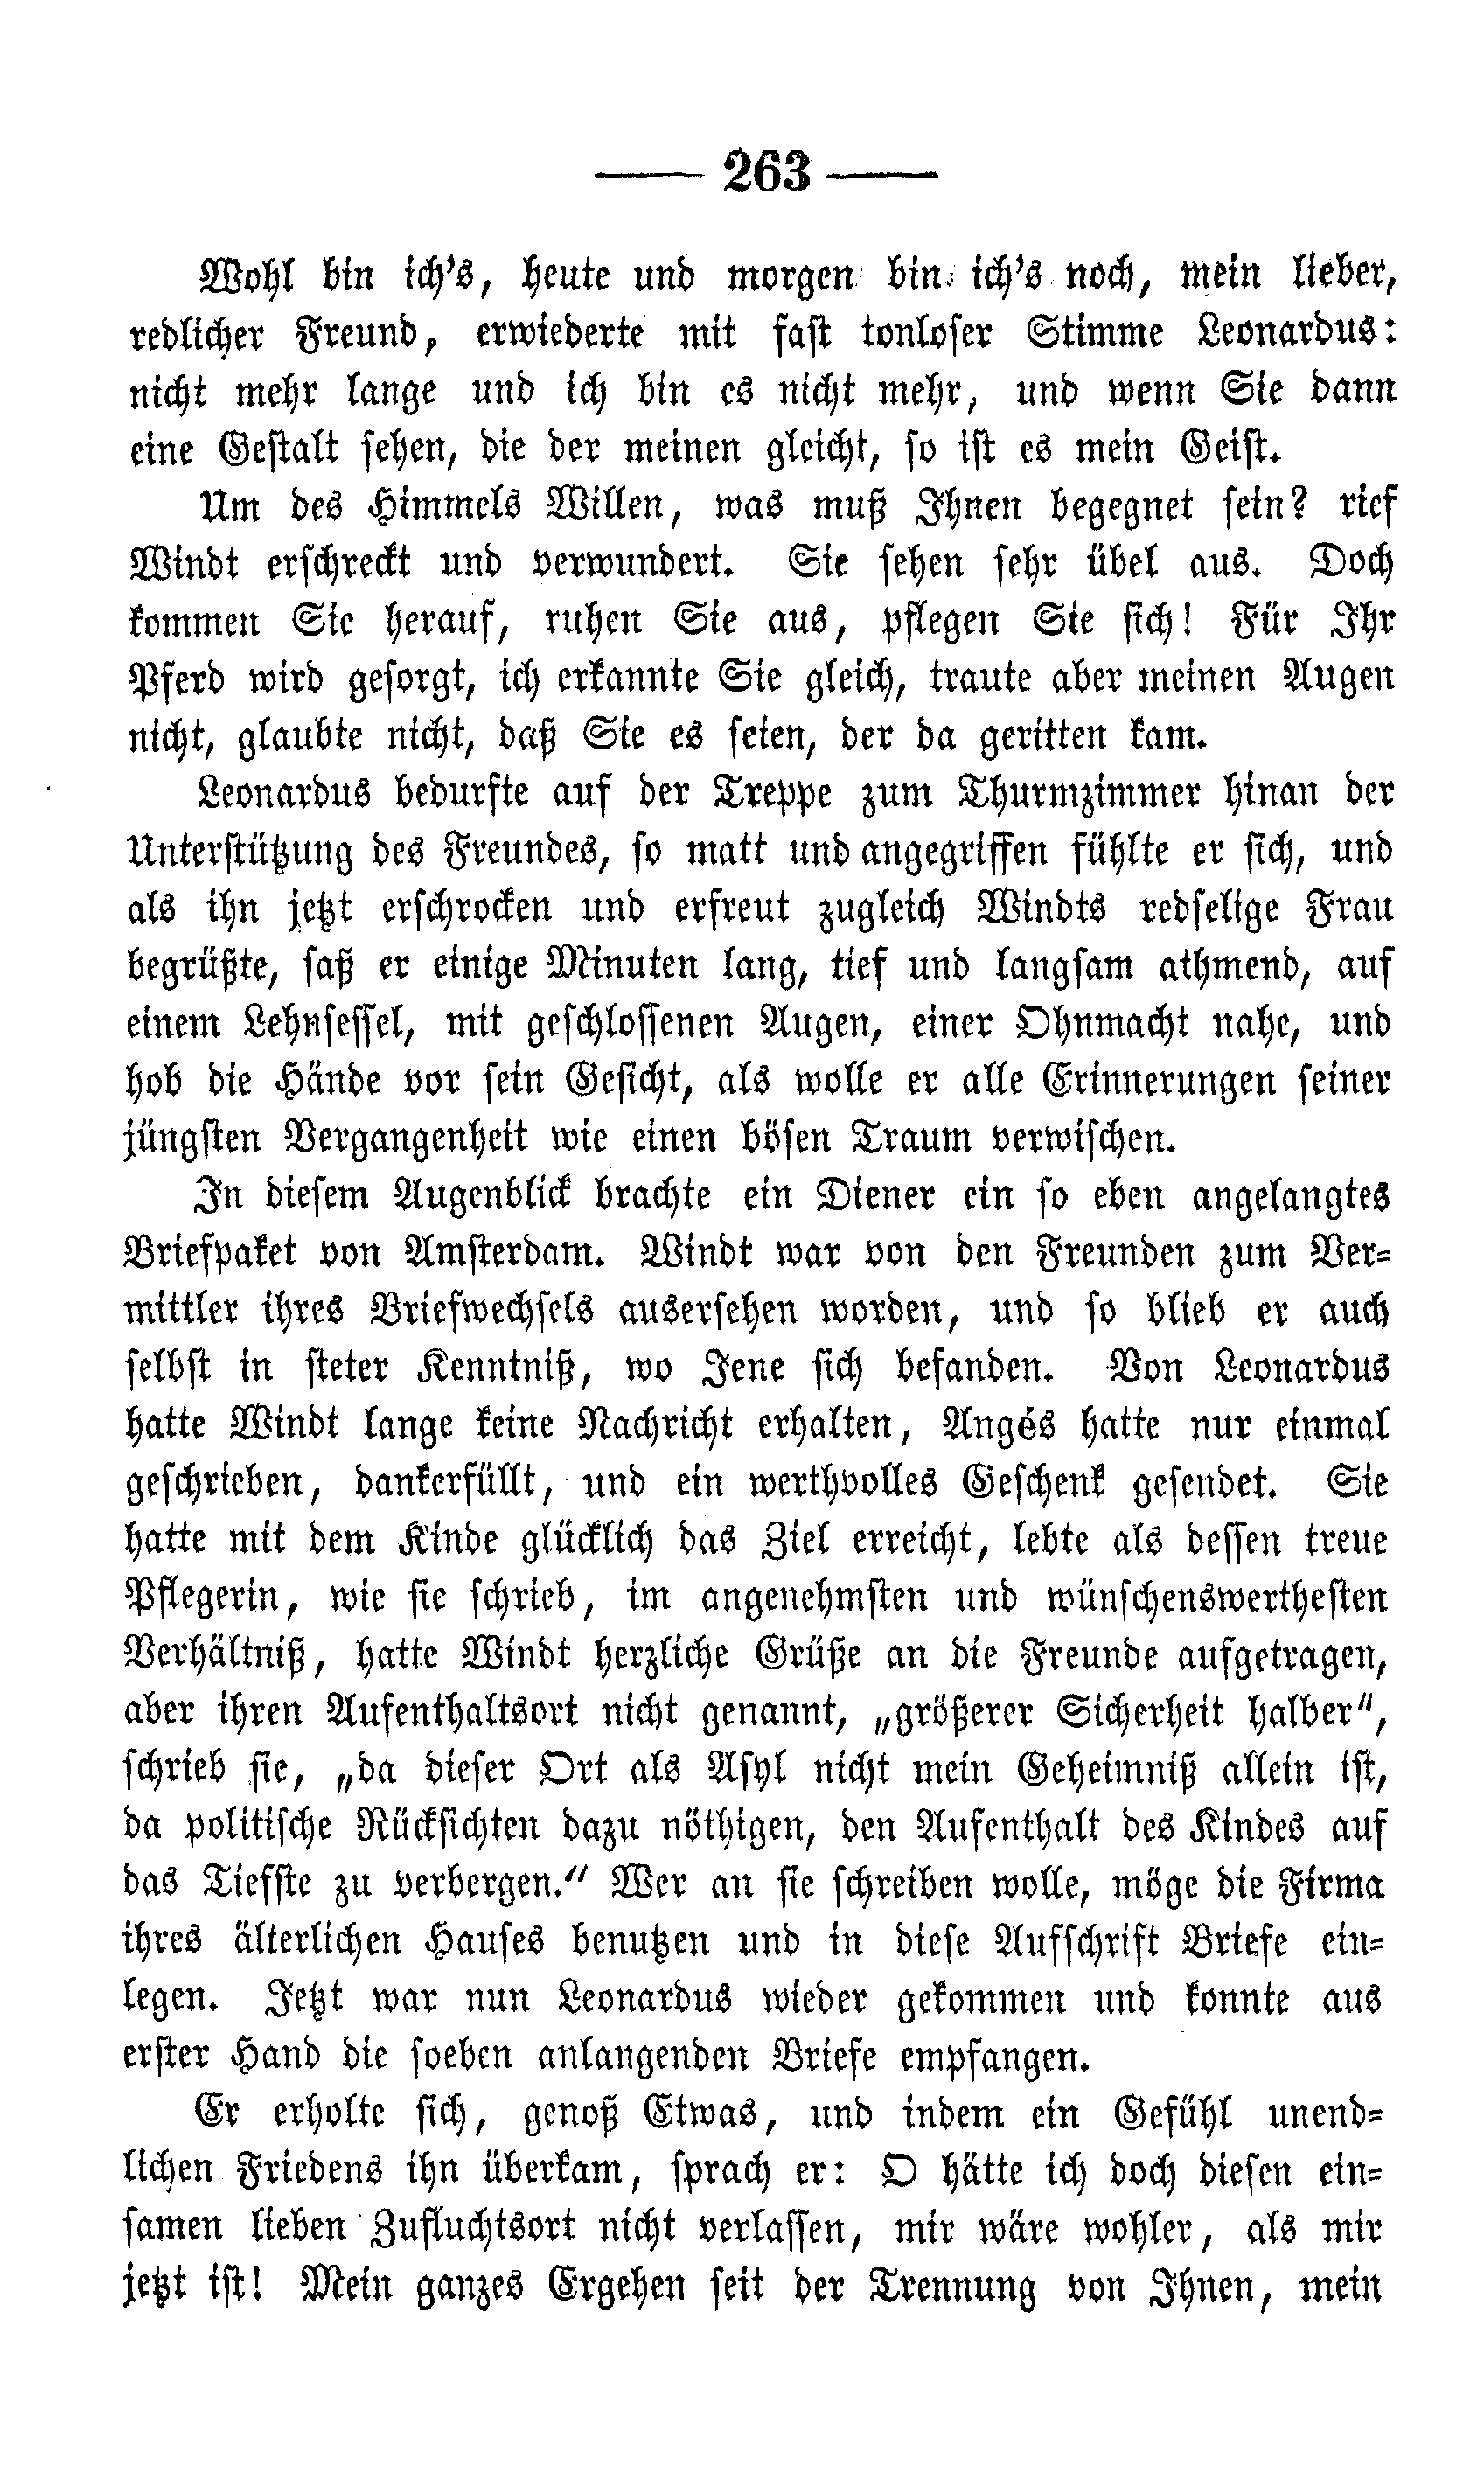 — 263 —
Wohl bin ich's, heute und morgen bin ich's noch, mein lieber,
redlicher Freund, erwiederte mit fast tonloser Stimme Leonardus:
nicht mehr lange und ich bin es nicht mehr, und wenn Sie dann
eine Gestalt sehen, die der meinen gleicht, so ist es mein Geist.
Um des Himmels Willen, was muß Ihnen begegnet sein? rief
Windt erschreckt und verwundert. Sie sehen sehr übel aus. Doch
kommen Sie herauf, ruhen Sie aus, pflegen Sie sich! Für Ihr
Pferd wird gesorgt, ich erkannte Sie gleich, traute aber meinen Augen
nicht, glaubte nicht, daß Sie es seien, der da geritten kam.
Leonardus bedurfte auf der Treppe zum Thurmzimmer hinan der
Unterstützung des Freundes, so matt und angegriffen fühlte er sich, und
als ihn jetzt erschrocken und erfreut zugleich Windts redselige Frau
begrüßte, saß er einige Minuten lang, tief und langsam athmend, auf
einem Lehnsessel, mit geschlossenen Augen, einer Ohnmacht nahe, und
hob die Hände vor sein Gesicht, als wolle er alle Erinnerungen seiner
jüngsten Vergangenheit wie einen bösen Traum verwischen.
In diesem Augenblick brachte ein Diener ein so eben angelangtes
Briefpaket von Amsterdam. Windt war von den Freunden zum Ver-
mittler ihres Briefwechsels ausersehen worden, und so blieb er auch
selbst in steter Kenntniß, wo Jene sich befanden. Von Leonardus
hatte Windt lange keine Nachricht erhalten, Angés hatte nur einmal
geschrieben, dankerfüllt, und ein werthvolles Geschenk gesendet. Sie
hatte mit dem Kinde glücklich das Ziel erreicht, lebte als dessen treue
Pflegerin, wie sie schrieb, im angenehmsten und wünschenswerthesten
Verhältniß, hatte Windt herzliche Grüße an die Freunde aufgetragen,
aber ihren Aufenthaltsort nicht genannt, „größerer Sicherheit halber",
schrieb sie, „da dieser Ort als Asyl nicht mein Geheimniß allein ist,
da politische Rücksichten dazu nöthigen, den Aufenthalt des Kindes auf
das Tiefste zu verbergen." Wer an sie schreiben wolle, möge die Firma
ihres älterlichen Hauses benutzen und in diese Aufschrift Briefe ein-
legen. Jetzt war nun Leonardus wieder gekommen und konnte aus
erster Hand die soeben anlangenden Briefe empfangen.
Er erholte sich, genoß Etwas, und indem ein Gefühl unend-
lichen Friedens ihn überkam, sprach er: O hätte ich doch diesen ein-
samen lieben Zufluchtsort nicht verlassen, mir wäre wohler, als mir
jetzt ist! Mein ganzes Ergehen seit der Trennung von Ihnen, mein